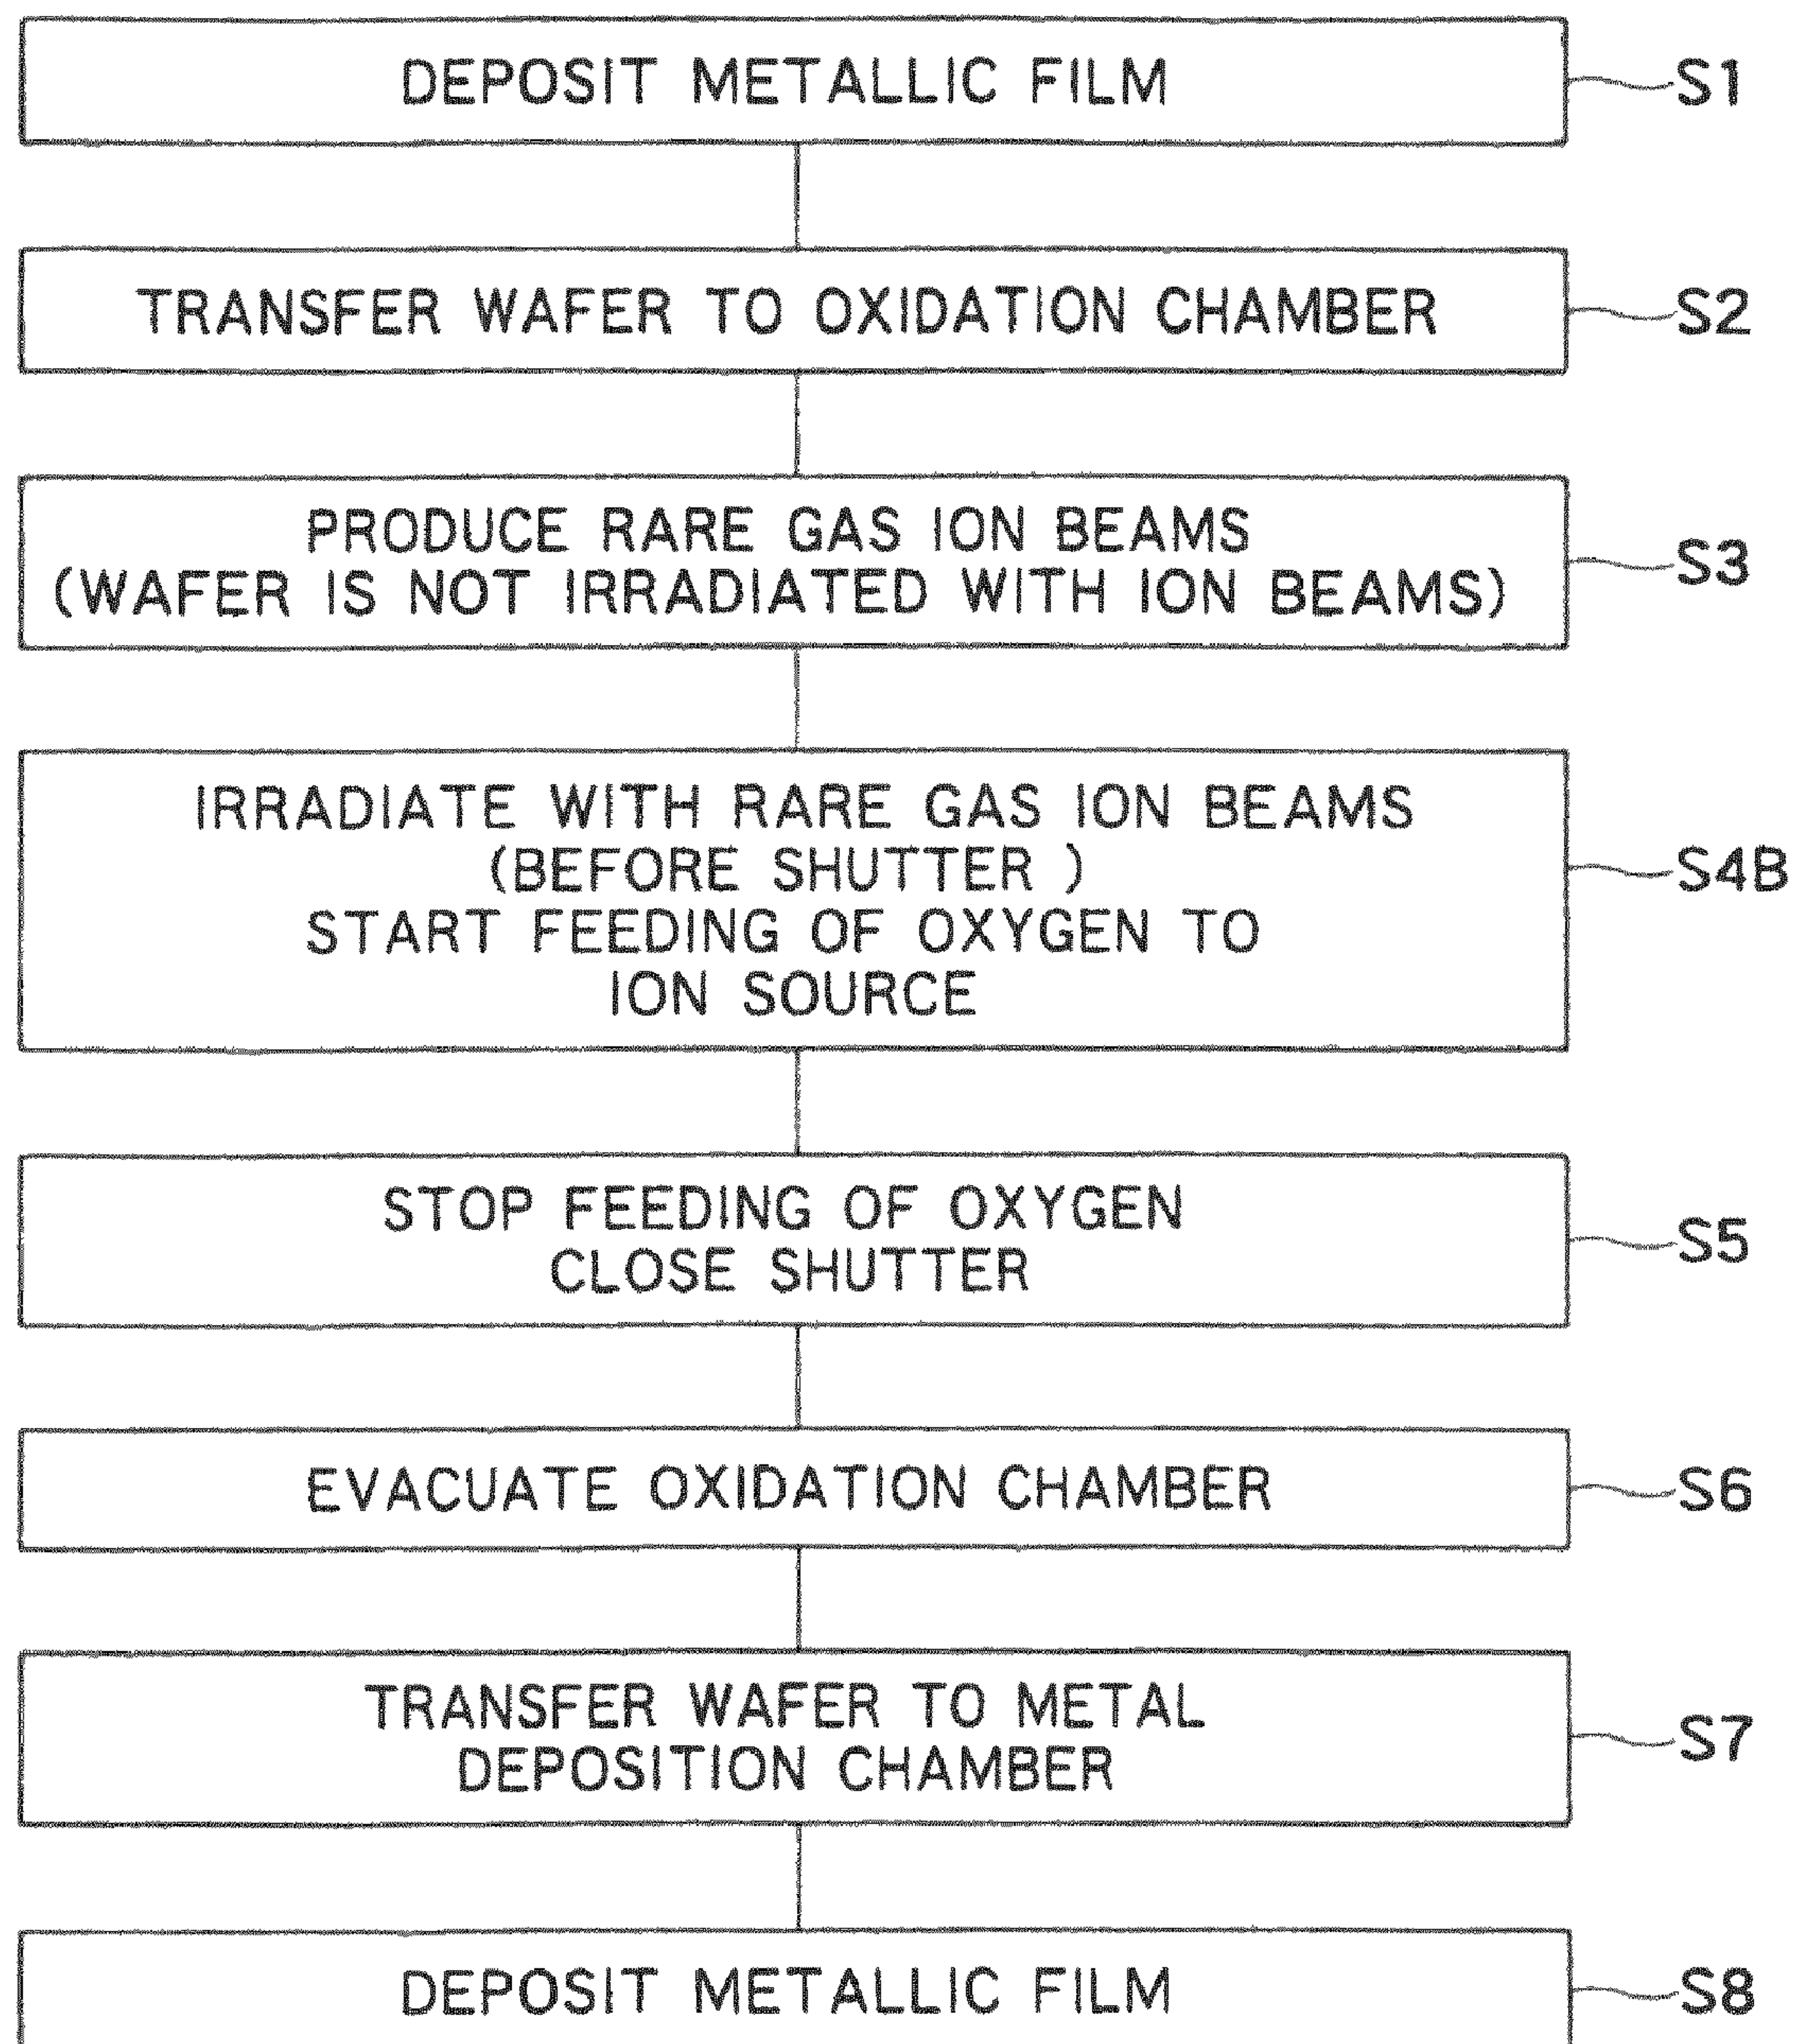 DEPOSIT METALLIC FILM
S1
TRANSFER WAFER TO OXIDATION CHAMBER
S2
PRODUCE RARE GAS ION BEAMS
(WAFER IS NOT IRRADIATED WITH ION BEAMS)
S3
IRRADIATE WITH RARE GAS ION BEAMS
(BEFORE SHUTTER )
START FEEDING OF OXYGEN TO
ION SOURCE
S4B
STOP FEEDING OF OXYGEN
CLOSE SHUTTER
S5
EVACUATE OXIDATION CHAMBER
S6
TRANSFER WAFER TO METAL
DEPOSITION CHAMBER
S7
DEPOSIT METALLIC FILM
S8